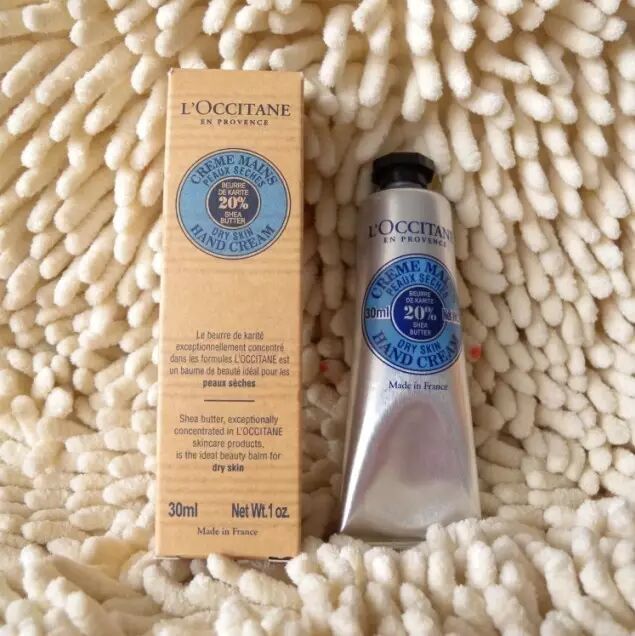 L'OCCITANE
EN PROVENCE
CREME MAINS
PEAUX SECHES
BEURRE
DE KARITE
20%
SHEA
BUTTER
DRY SKIN
HAND CREAM
Le beurre de karité
exceptionnellement concentré
dans les formules L'OCCITANE est
un baume de beauté idéal pour les
peaux sèches
Shea butter, exceptionally
concentrated in L'OCCITANE
skincare products,
is the ideal beauty balm for
dry skin
30ml Net Wt.1 oz.
Made in France
L'OCCITANE
EN PROVENCE
CREME MAINS
PEAUX SECHES
BEURRE
DE KARITE
30ml 20%
SHEA
BUTTER
DRY SKIN
HAND CREAM
Made in France